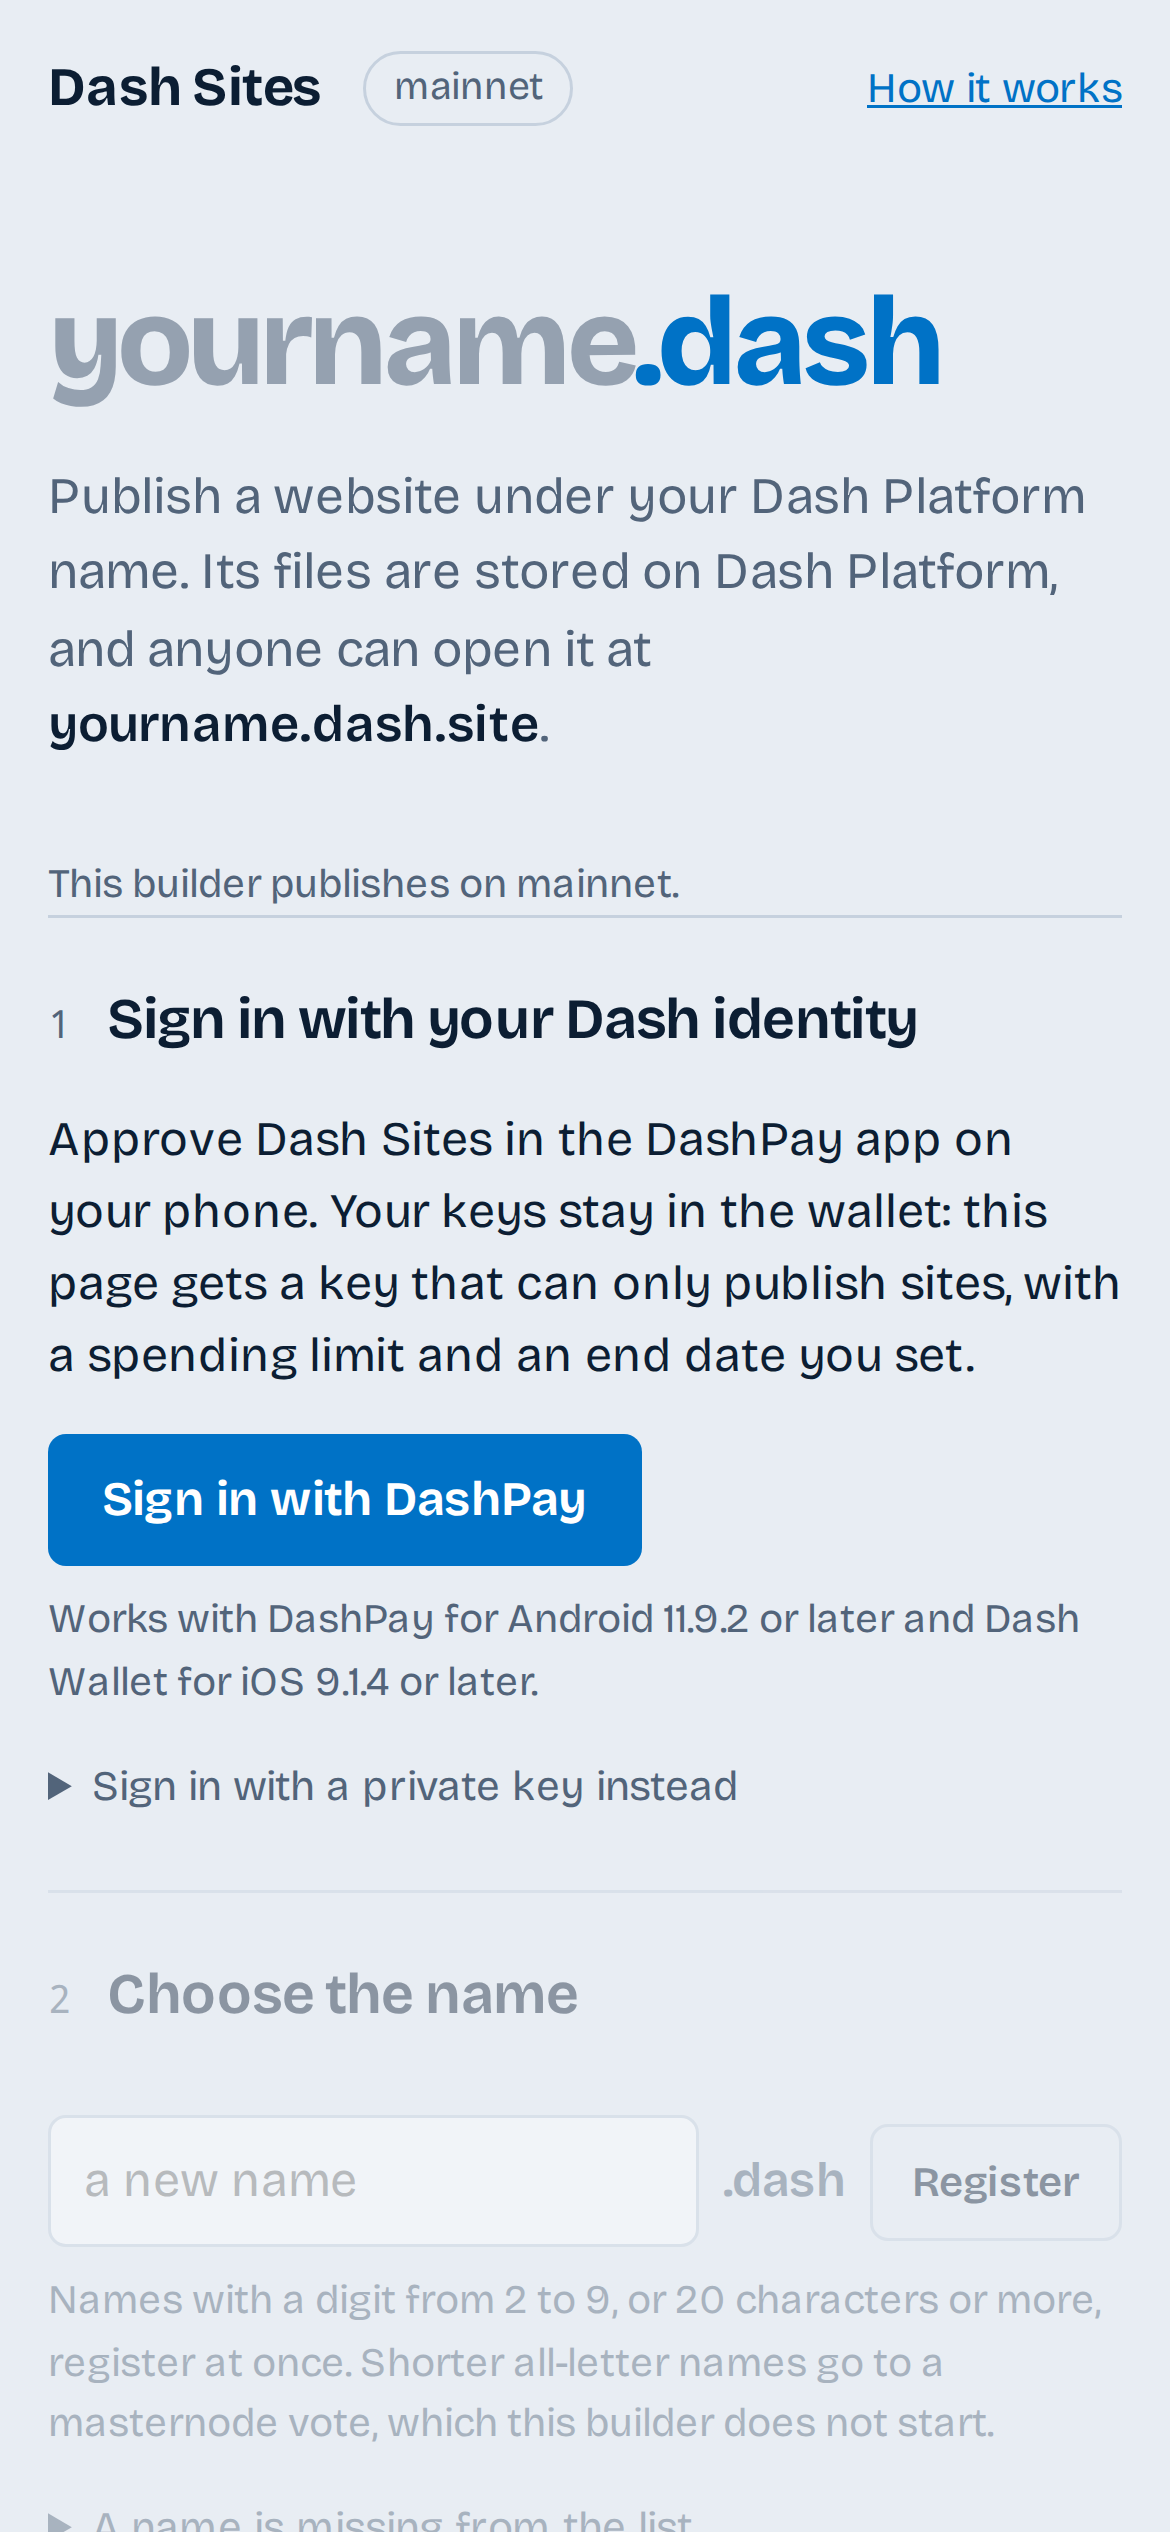 Dash Sites mainnet How it works
yourname.dash
Publish a website under your Dash Platform
name. Its files are stored on Dash Platform,
and anyone can open it at
yourname.dash.site.
This builder publishes on mainnet.
1 Sign in with your Dash identity
Approve Dash Sites in the DashPay app on
your phone. Your keys stay in the wallet: this
page gets a key that can only publish sites, with
a spending limit and an end date you set.
Sign in with DashPay
Works with DashPay for Android 11.9.2 or later and Dash
Wallet for iOS 9.1.4 or later.
Sign in with a private key instead
2 Choose the name
a new name .dash Register
Names with a digit from 2 to 9, or 20 characters or more,
register at once. Shorter all-letter names go to a
masternode vote, which this builder does not start.
A name is missing from the list